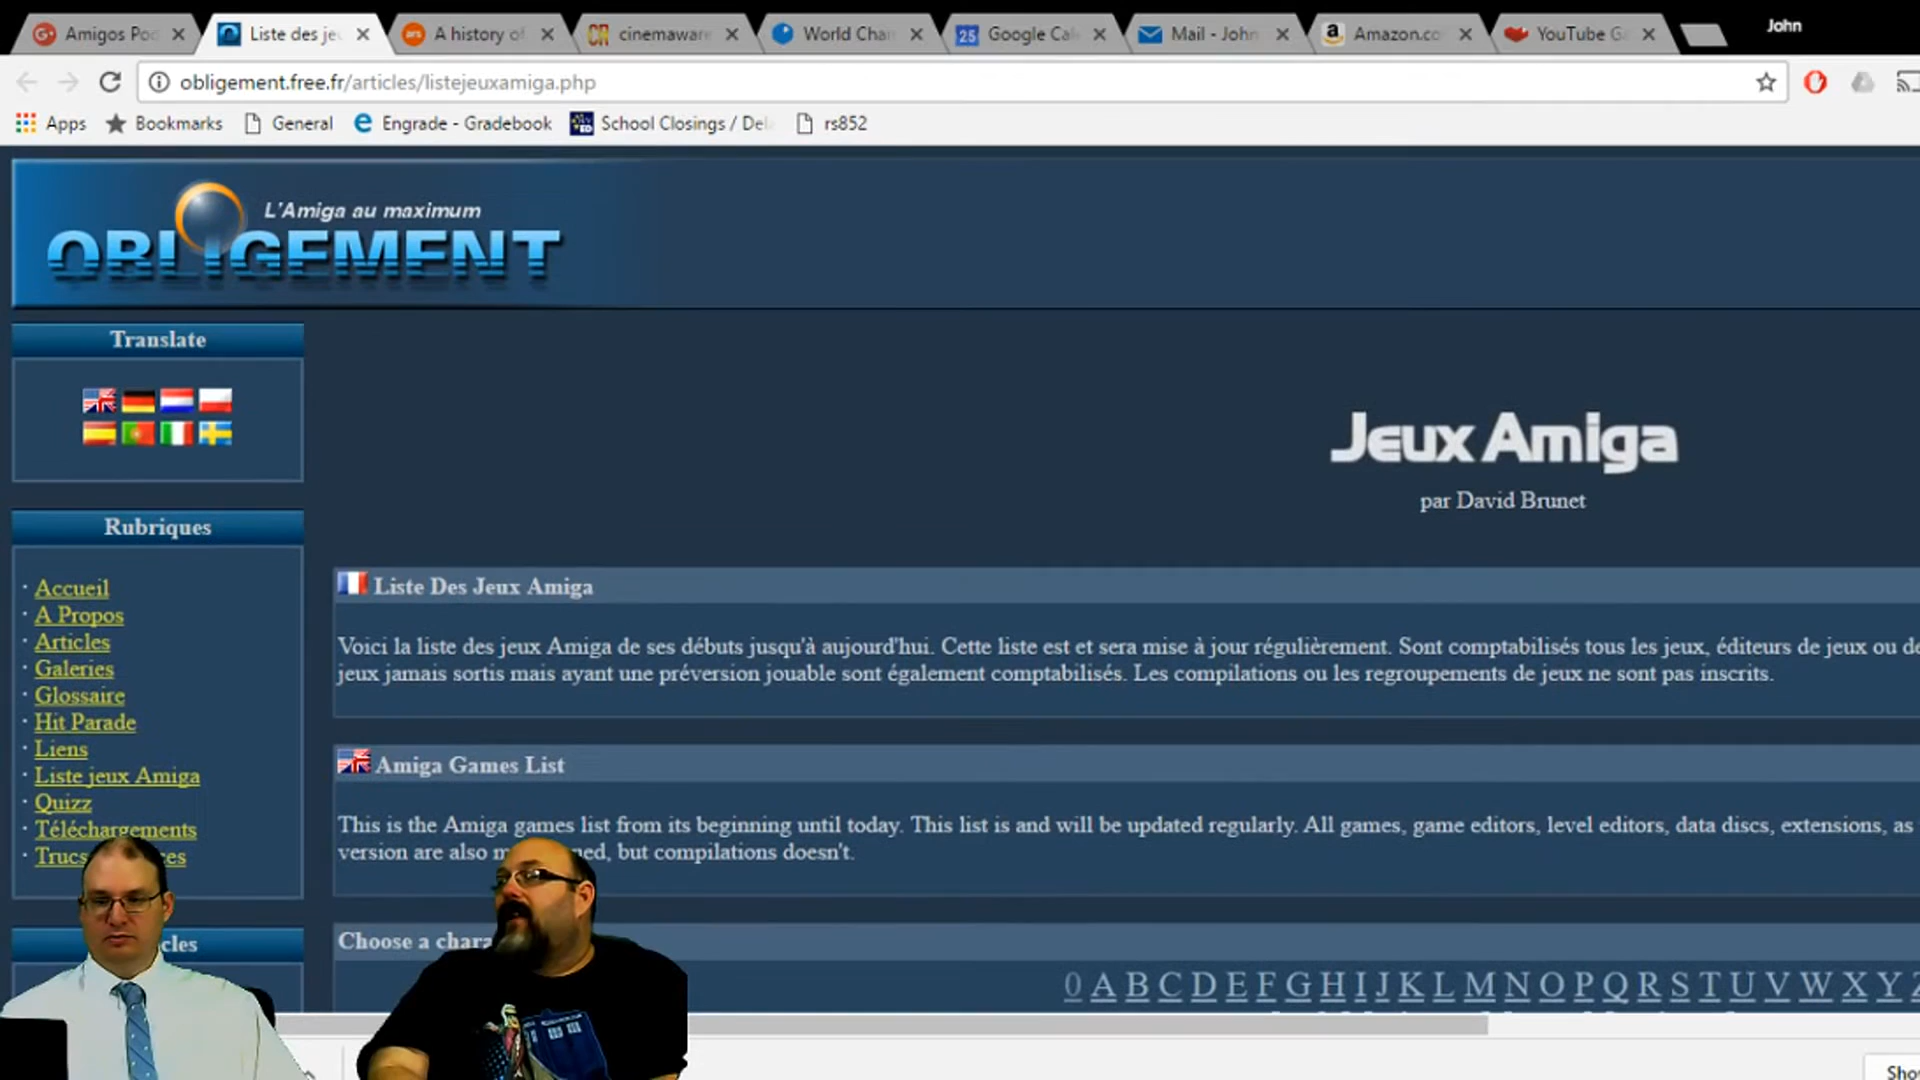 Amigos Po
Liste des je
A history of
cinemaware
World Cha
Google Cal
Mail - John
Amazon.co
YouTube G
John
obligement.free.fr/articles/listejeuxamiga.php
Apps
Bookmarks
General
Engrade - Gradebook
School Closings / Del
rs852
L'Amiga au maximum
OBLIGEMENT
Translate
Jeux Amiga
par David Brunet
Rubriques
· Accueil
· A Propos
· Articles
· Galeries
· Glossaire
· Hit Parade
· Liens
· Liste jeux Amiga
· Quizz
· Téléchargements
Liste Des Jeux Amiga
Voici la liste des jeux Amiga de ses débuts jusqu'à aujourd'hui. Cette liste est et sera mise à jour régulièrement. Sont comptabilisés tous les jeux, éditeurs de jeux ou de
jeux jamais sortis mais ayant une préversion jouable sont également comptabilisés. Les compilations ou les regroupements de jeux ne sont pas inscrits.
Amiga Games List
This is the Amiga games list from its beginning until today. This list is and will be updated regularly. All games, game editors, level editors, data discs, extensions, as
version are also m ned, but compilations doesn't.
Choose a chara
0 A B C D E F G H I J K L M N O P Q R S T U V W X Y Z
cles
Sho